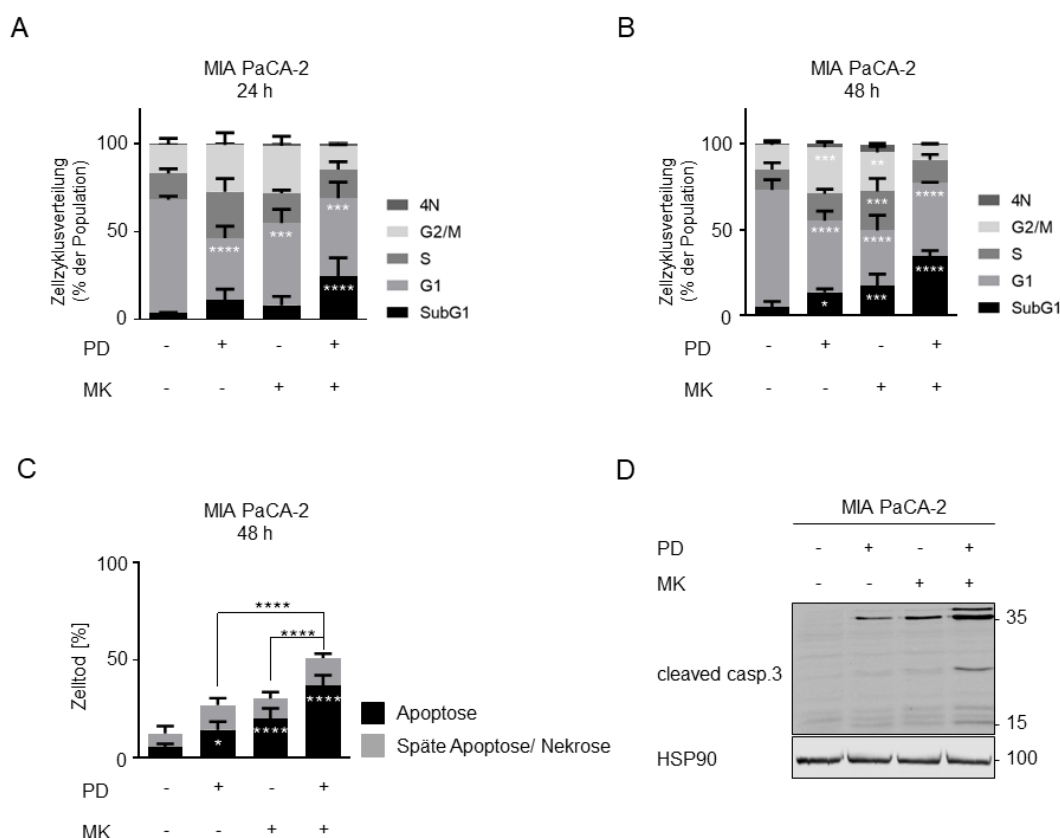 A
MIA PaCA-2
24 h
Zellzyklusverteilung
(% der Population)
100
50
0
****
***
***
****
4N
G2/M
S
G1
SubG1
PD - + - +
MK - - + +
B
MIA PaCA-2
48 h
Zellzyklusverteilung
(% der Population)
100
50
0
***
**
***
****
****
****
*
***
****
4N
G2/M
S
G1
SubG1
PD - + - +
MK - - + +
C
MIA PaCA-2
48 h
Zelltod [%]
100
50
0
****
****
*
****
****
Apoptose
Späte Apoptose/ Nekrose
PD - + - +
MK - - + +
D
MIA PaCA-2
PD - + - +
MK - - + +
cleaved casp.3
35
15
HSP90
100